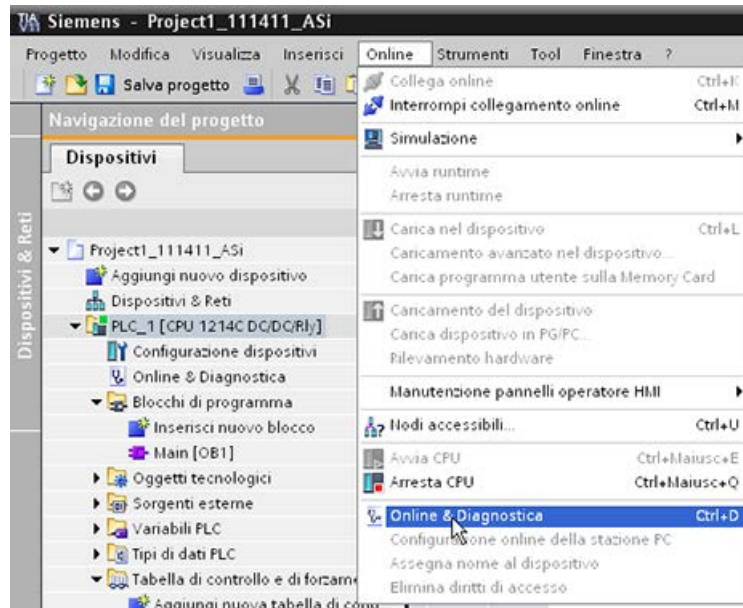 Siemens - Project1_111411_ASi
Progetto Modifica Visualizza Inserisci Online Strumenti Tool Finestra ?
Salva progetto
Navigazione del progetto
Dispositivi
Dispositivi & Reti
Project1_111411_ASi
Aggiungi nuovo dispositivo
Dispositivi & Reti
PLC_1 [CPU 1214C DC/DC/Rly]
Configurazione dispositivi
Online & Diagnostica
Blocchi di programma
Inserisci nuovo blocco
Main [OB1]
Oggetti tecnologici
Sorgenti esterne
Variabili PLC
Tipi di dati PLC
Tabella di controllo e di forzame
Aggiungi nuova tabella di
Collega online Ctrl+K
Interrompi collegamento online Ctrl+M
Simulazione
Avvia runtime
Arresta runtime
Carica nel dispositivo Ctrl+L
Caricamento avanzato nel dispositivo...
Carica programma utente sulla Memory Card
Caricamento del dispositivo
Carica dispositivo in PG/PC...
Rilevamento hardware
Manutenzione pannelli operatore HMI
Nodi accessibili... Ctrl+U
Avvia CPU Ctrl+Maiusc+E
Arresta CPU Ctrl+Maiusc+Q
Online & Diagnostica Ctrl+D
Configurazione online della stazione PC
Assegna nome al dispositivo
Elimina diritti di accesso